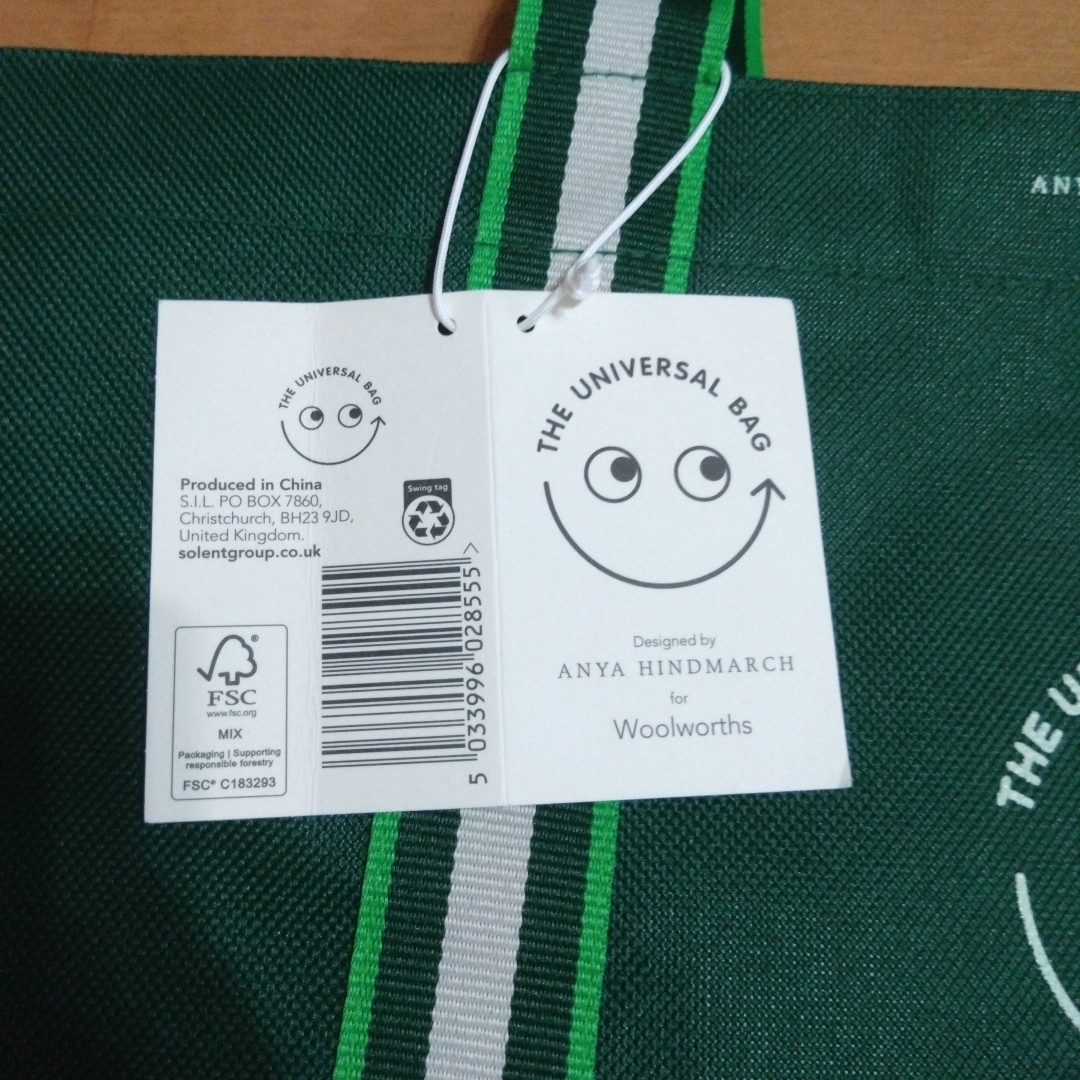 THE UNIVERSAL BAG
Produced in China
S.I.L. PO BOX 7860,
Christchurch, BH23 9JD,
United Kingdom.
solentgroup.co.uk
Swing tag
FSC®
www.fsc.org
MIX
Packaging | Supporting
responsible forestry
FSC® C183293
5 033996 028555 >
THE UNIVERSAL BAG
Designed by
ANYA HINDMARCH
for
Woolworths
THE